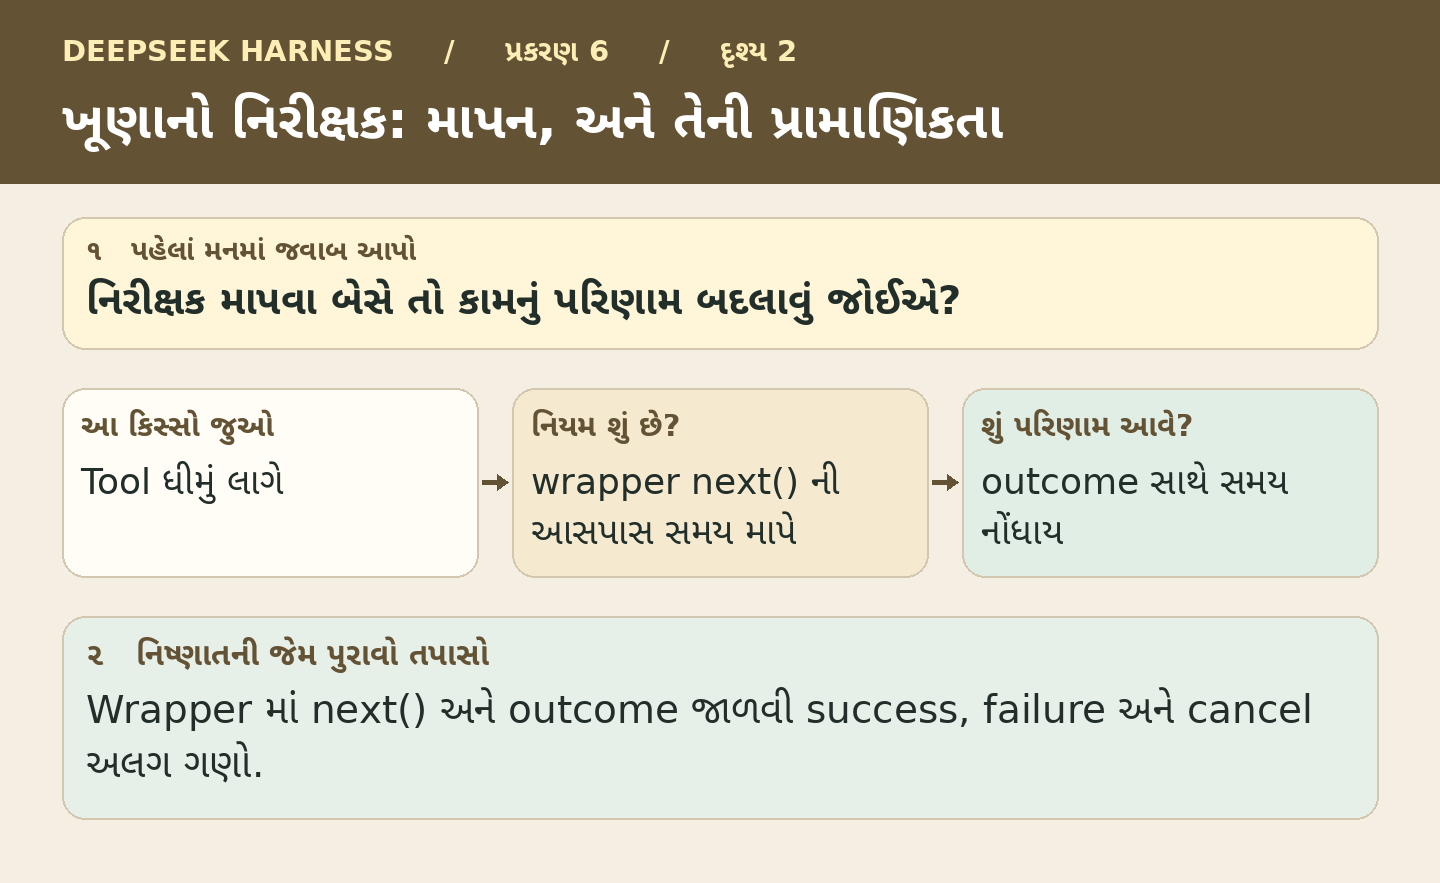 DEEPSEEK HARNESS / પ્રકરણ 6 / દૃશ્ય 2
ખૂણાનો નિરીક્ષક: માપન, અને તેની પ્રામાણિકતા
૧ પહેલાં મનમાં જવાબ આપો
નિરીક્ષક માપવા બેસે તો કામનું પરિણામ બદલાવું જોઈએ?
આ કિસ્સો જુઓ
Tool ધીમું લાગે
નિયમ શું છે?
wrapper next() ની
આસપાસ સમય માપે
શું પરિણામ આવે?
outcome સાથે સમય
નોંધાય
૨ નિષ્ણાતની જેમ પુરાવો તપાસો
Wrapper માં next() અને outcome જાળવી success, failure અને cancel
અલગ ગણો.